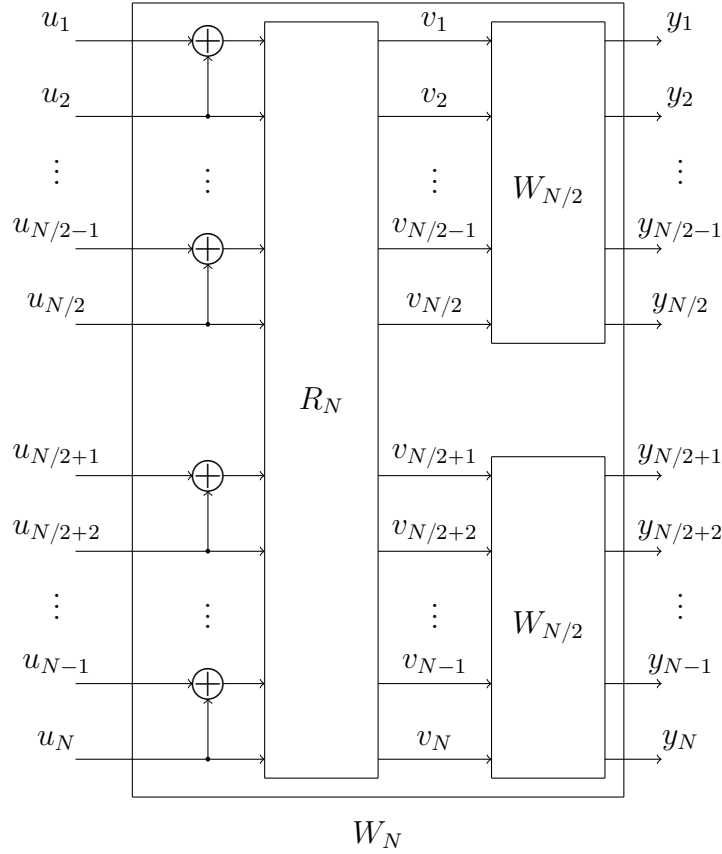 u_1 v_1 y_1
u_2 v_2 y_2
⋮ ⋮ ⋮ W_{N/2} ⋮
u_{N/2−1} v_{N/2−1} y_{N/2−1}
u_{N/2} v_{N/2} y_{N/2}
R_N
u_{N/2+1} v_{N/2+1} y_{N/2+1}
u_{N/2+2} v_{N/2+2} y_{N/2+2}
⋮ ⋮ ⋮ W_{N/2} ⋮
u_{N−1} v_{N−1} y_{N−1}
u_N v_N y_N
W_N